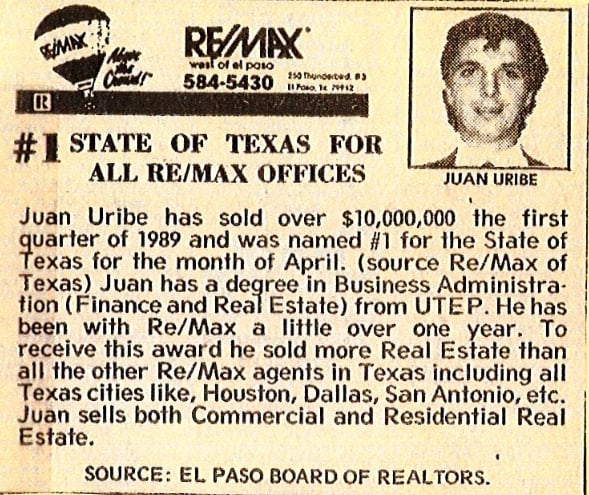 RE/MAX
Above
the
Crowd!
RE/MAX
west of el paso
584-5430
250 Thunderbird, #3
El Paso, Tx 79912
R
#1 STATE OF TEXAS FOR
ALL RE/MAX OFFICES
JUAN URIBE
Juan Uribe has sold over $10,000,000 the first
quarter of 1989 and was named #1 for the State of
Texas for the month of April. (source Re/Max of
Texas) Juan has a degree in Business Administra-
tion (Finance and Real Estate) from UTEP. He has
been with Re/Max a little over one year. To
receive this award he sold more Real Estate than
all the other Re/Max agents in Texas including all
Texas cities like, Houston, Dallas, San Antonio, etc.
Juan sells both Commercial and Residential Real
Estate.
SOURCE: EL PASO BOARD OF REALTORS.